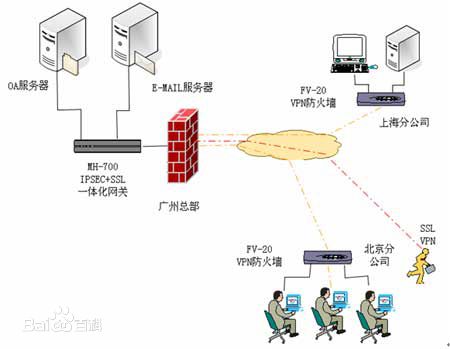 OA服务器
E-MAIL服务器
MH-700
IPSEC+SSL
一体化网关
广州总部
FV-20
VPN防火墙
上海分公司
SSL
VPN
FV-20
VPN防火墙
北京分
公司
Baidu百科